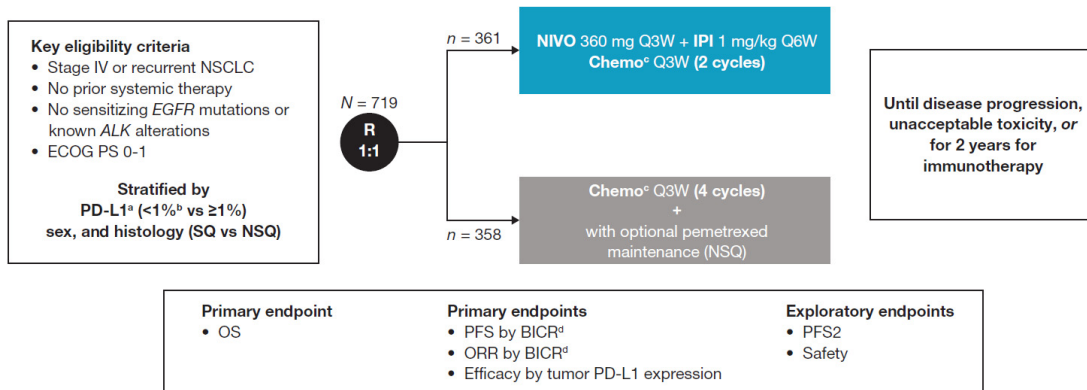 Key eligibility criteria
• Stage IV or recurrent NSCLC
• No prior systemic therapy
• No sensitizing EGFR mutations or
known ALK alterations
• ECOG PS 0-1
Stratified by
PD-L1ᵃ (<1%ᵇ vs ≥1%)
sex, and histology (SQ vs NSQ)
N = 719
R
1:1
n = 361
NIVO 360 mg Q3W + IPI 1 mg/kg Q6W
Chemoᶜ Q3W (2 cycles)
n = 358
Chemoᶜ Q3W (4 cycles)
+
with optional pemetrexed
maintenance (NSQ)
Until disease progression,
unacceptable toxicity, or
for 2 years for
immunotherapy
Primary endpoint
• OS
Primary endpoints
• PFS by BICRᵈ
• ORR by BICRᵈ
• Efficacy by tumor PD-L1 expression
Exploratory endpoints
• PFS2
• Safety